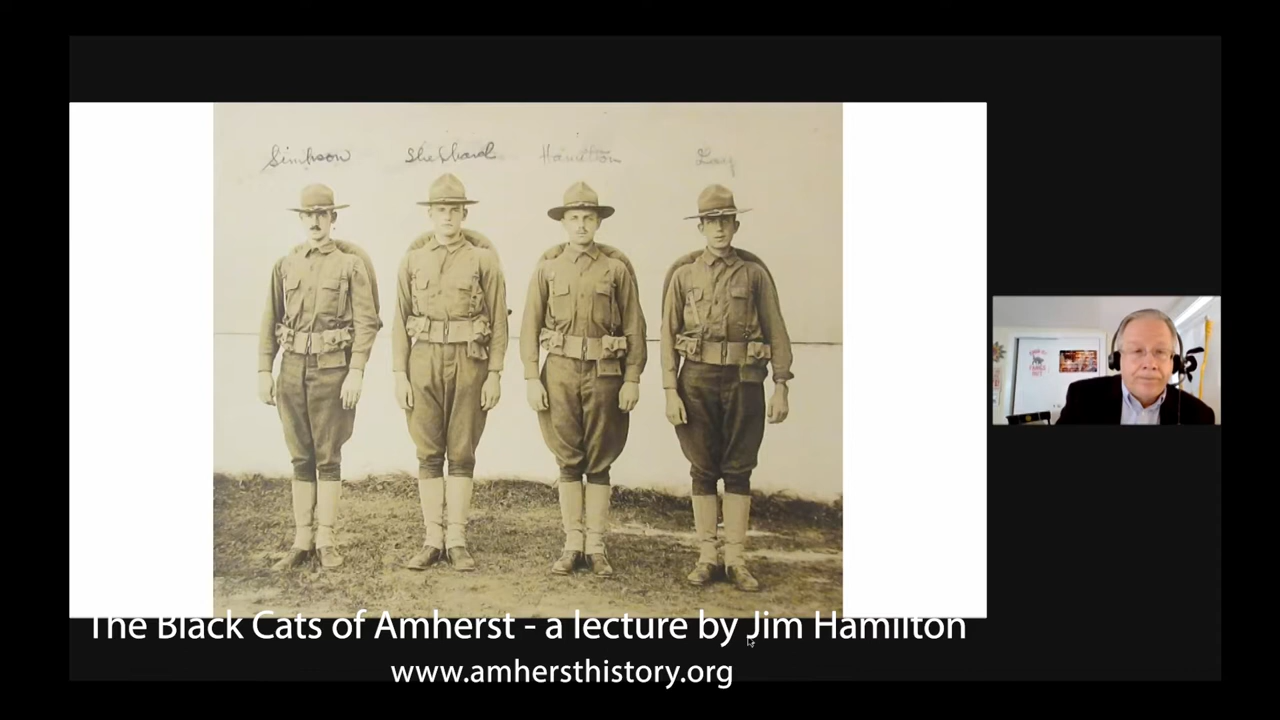 Simpson Shephard Hamilton
The Black Cats of Amherst - a lecture by Jim Hamilton
www.amhersthistory.org